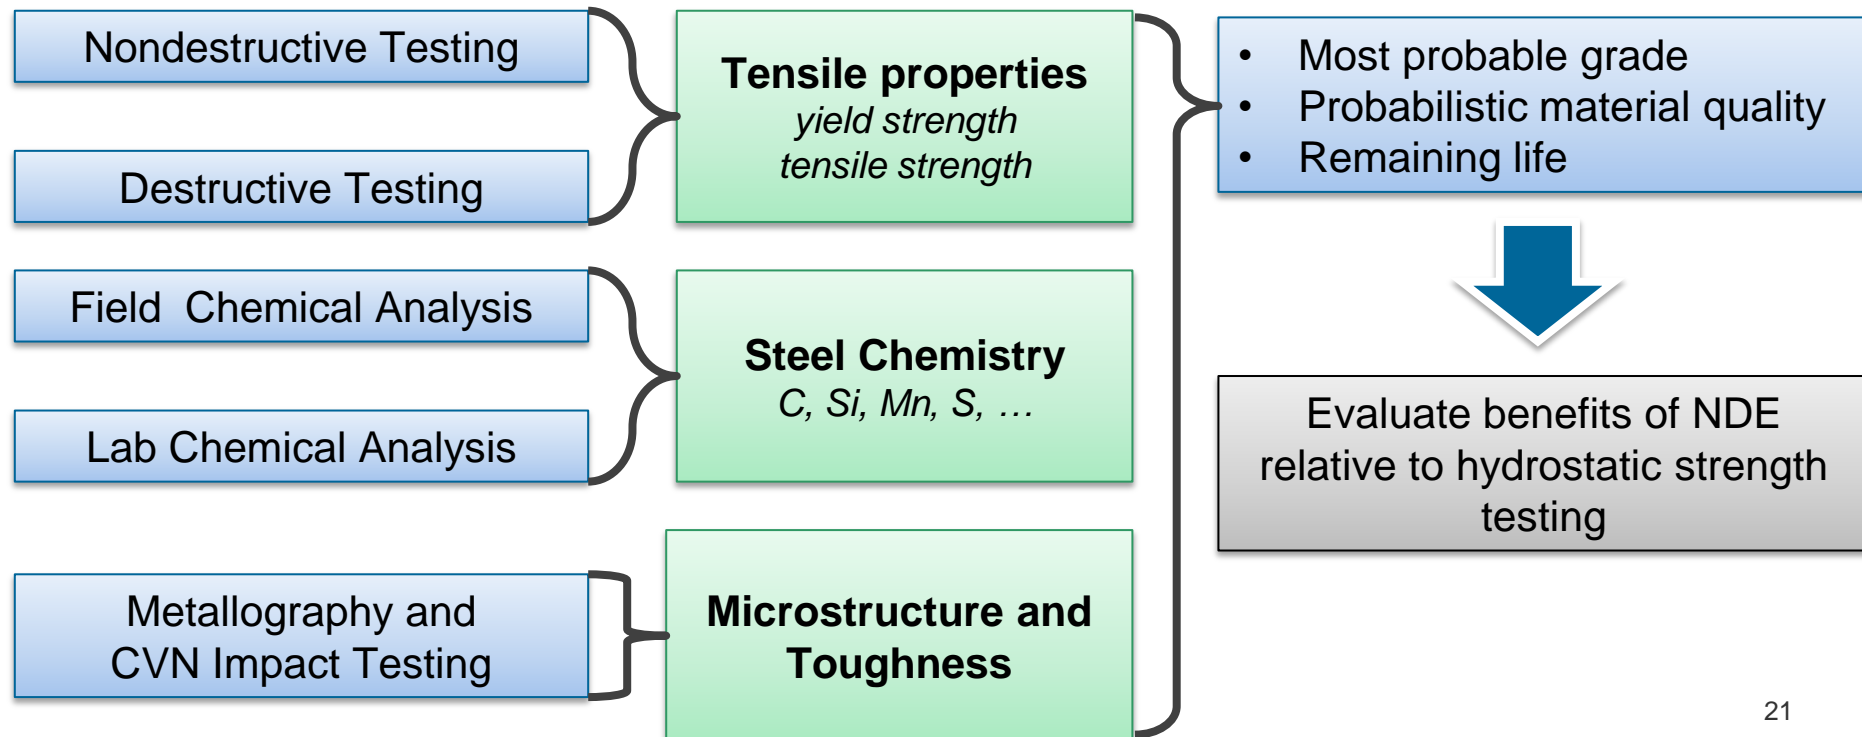 Nondestructive Testing
Destructive Testing
Field  Chemical Analysis
Lab Chemical Analysis
Metallography and
CVN Impact Testing
Tensile properties
yield strength
tensile strength
Steel Chemistry
C, Si, Mn, S, …
Microstructure and
Toughness
• Most probable grade
• Probabilistic material quality
• Remaining life
Evaluate benefits of NDE
relative to hydrostatic strength
testing
21